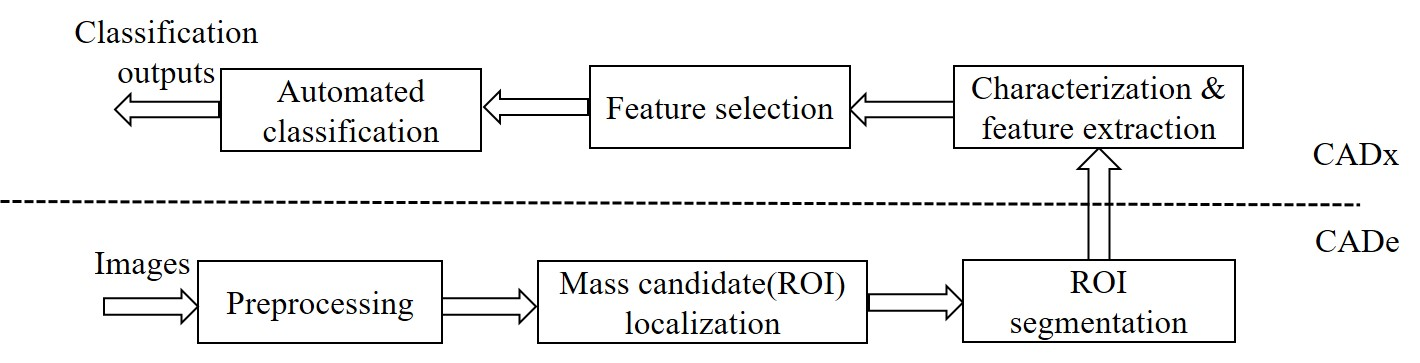 Classification
outputs
Automated
classification
Feature selection
Characterization &
feature extraction
CADx
CADe
Images
Preprocessing
Mass candidate(ROI)
localization
ROI
segmentation